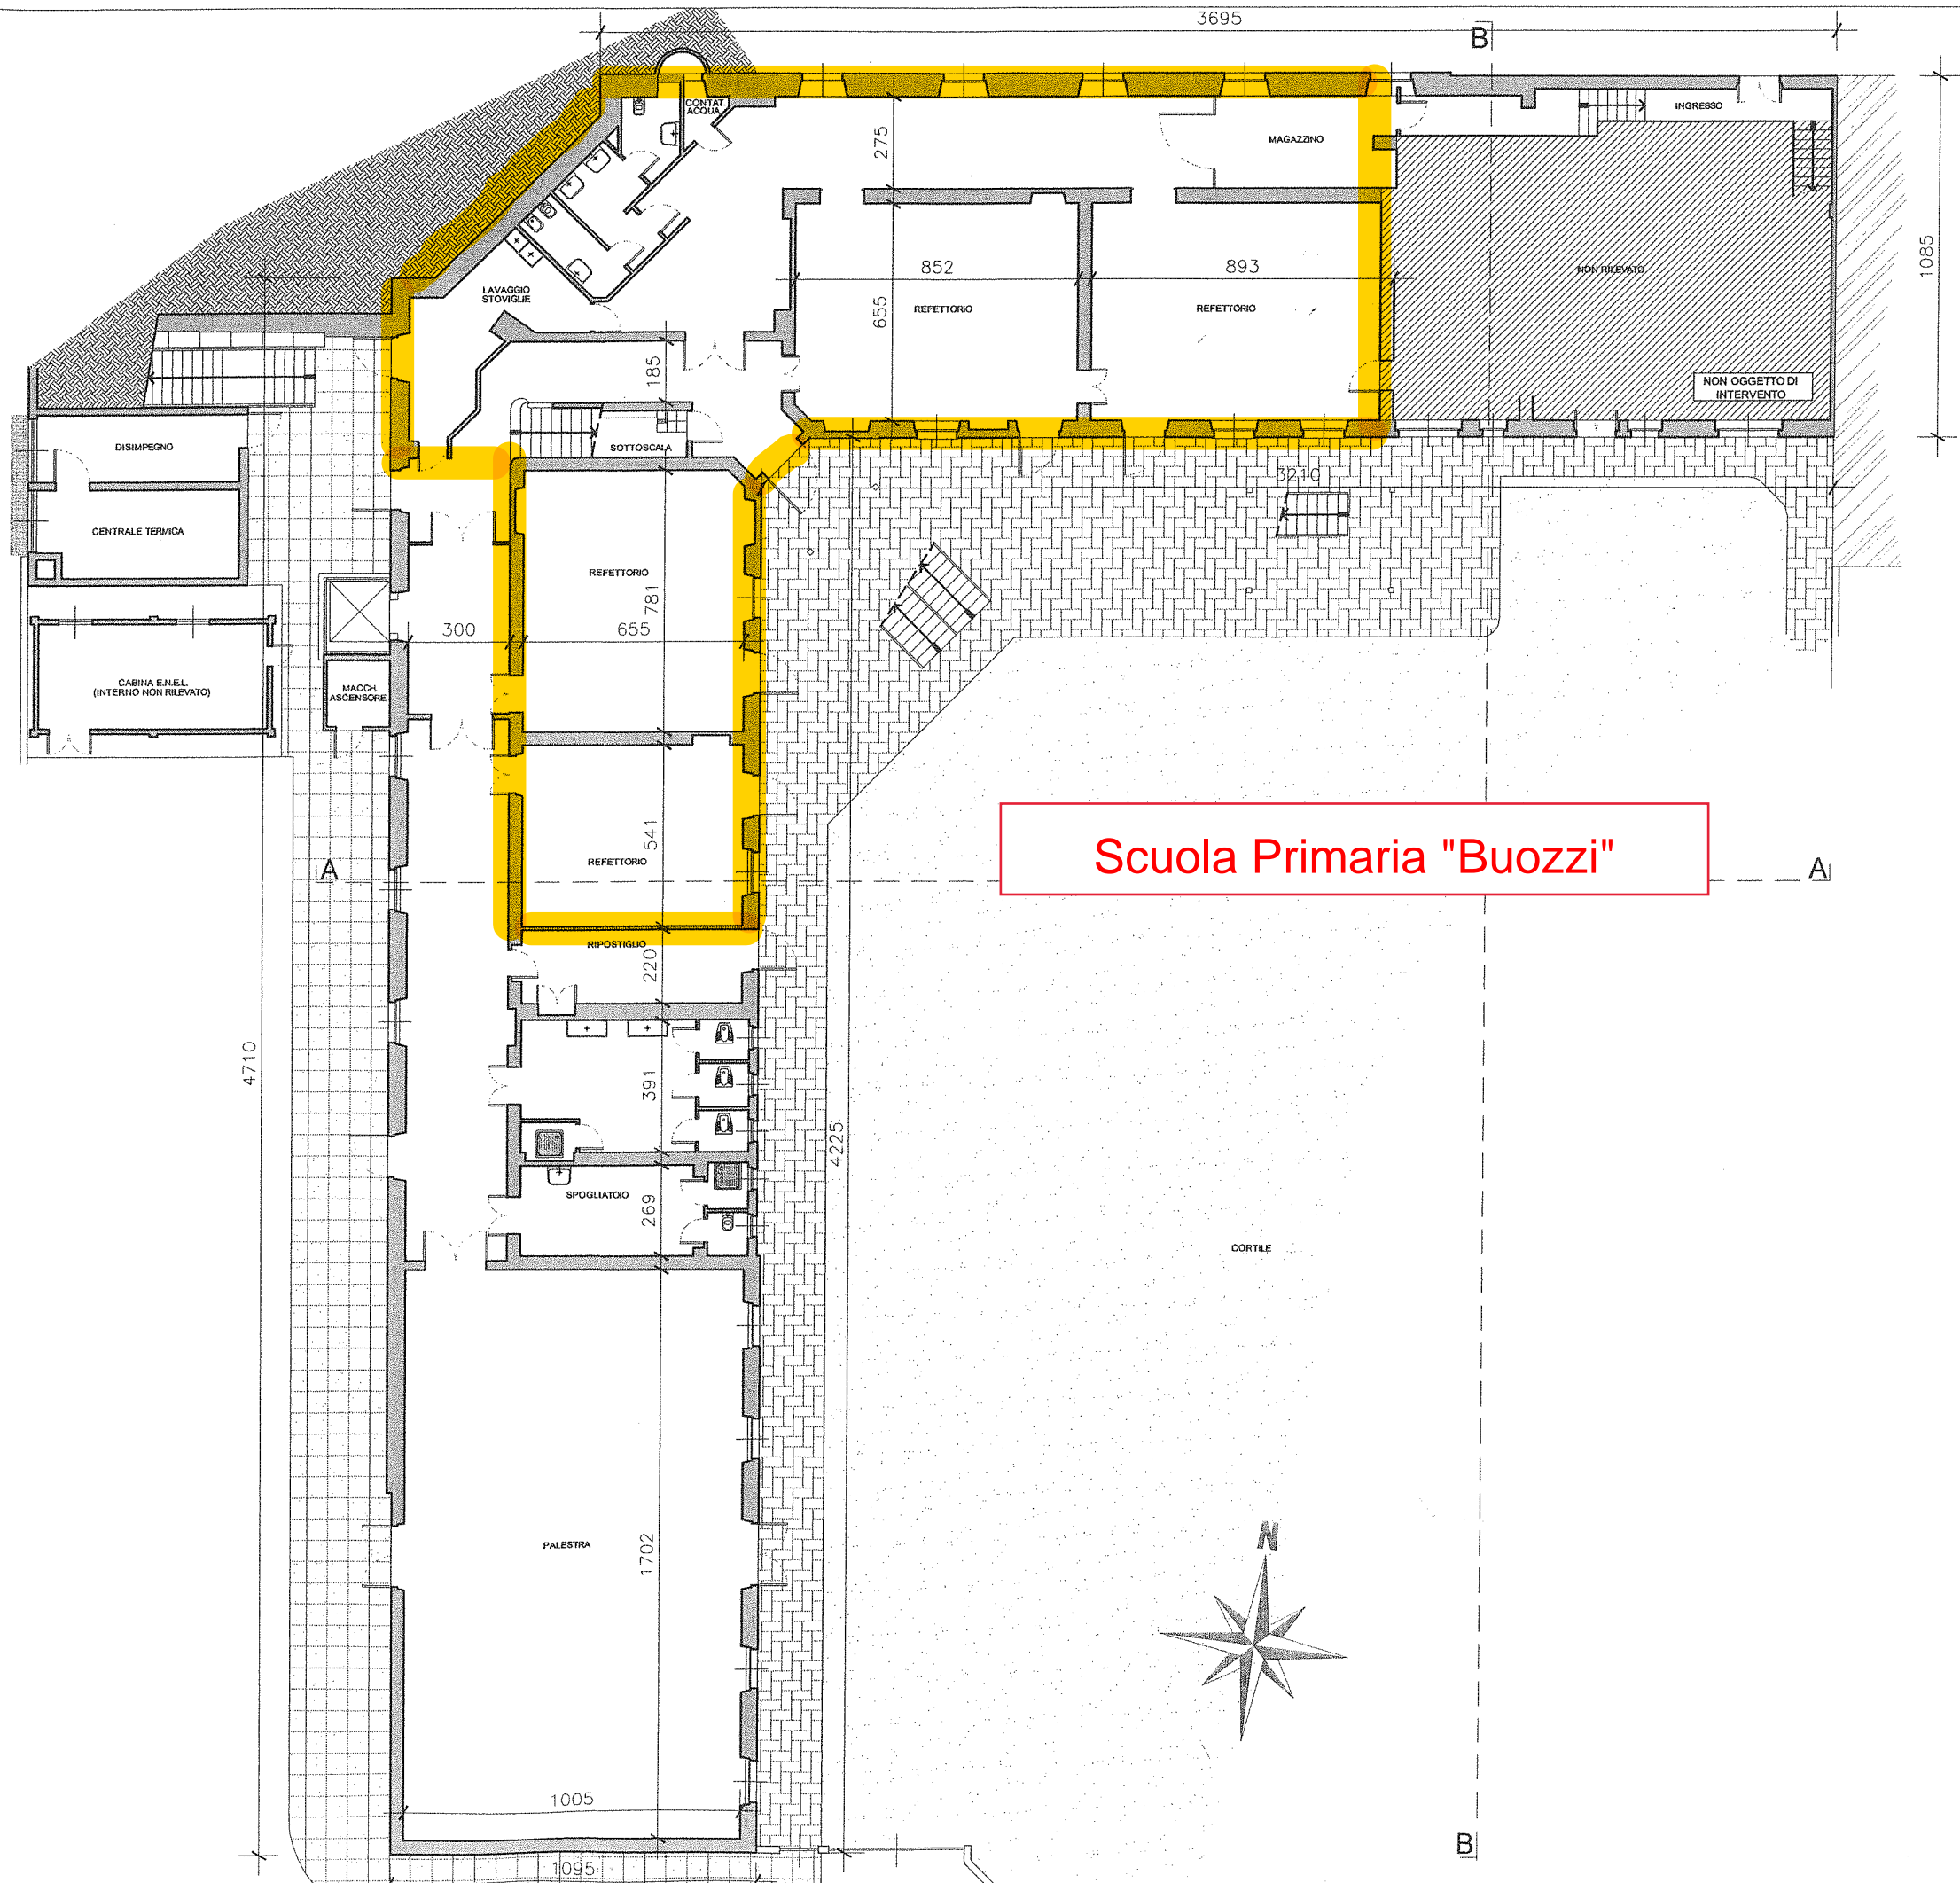 3695
B
CONTAT.
ACQUA
INGRESSO
275
MAGAZZINO
1085
LAVAGGIO
STOVIGLIE
852
893
NON RILEVATO
655
REFETTORIO
REFETTORIO
185
NON OGGETTO DI
INTERVENTO
DISIMPEGNO
SOTTOSCALA
3210
CENTRALE TERMICA
REFETTORIO
781
300
655
CABINA E.N.E.L.
(INTERNO NON RILEVATO)
MACCH.
ASCENSORE
541
REFETTORIO
Scuola Primaria "Buozzi"
A
A
RIPOSTIGLIO
220
4710
391
4225
SPOGLIATOIO
269
CORTILE
N
PALESTRA
1702
1005
B
1095